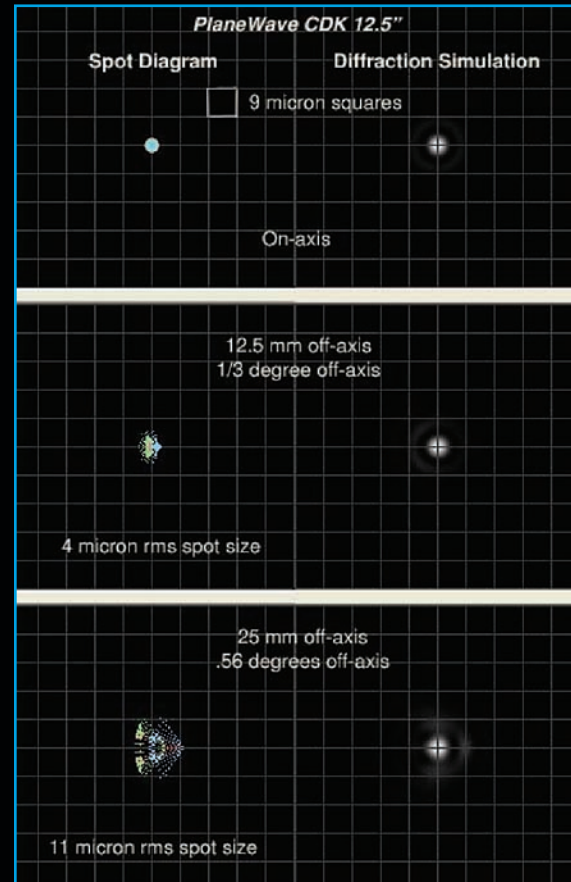 PlaneWave CDK 12.5"
Spot Diagram
Diffraction Simulation
9 micron squares
On-axis
12.5 mm off-axis
1/3 degree off-axis
4 micron rms spot size
25 mm off-axis
.56 degrees off-axis
11 micron rms spot size